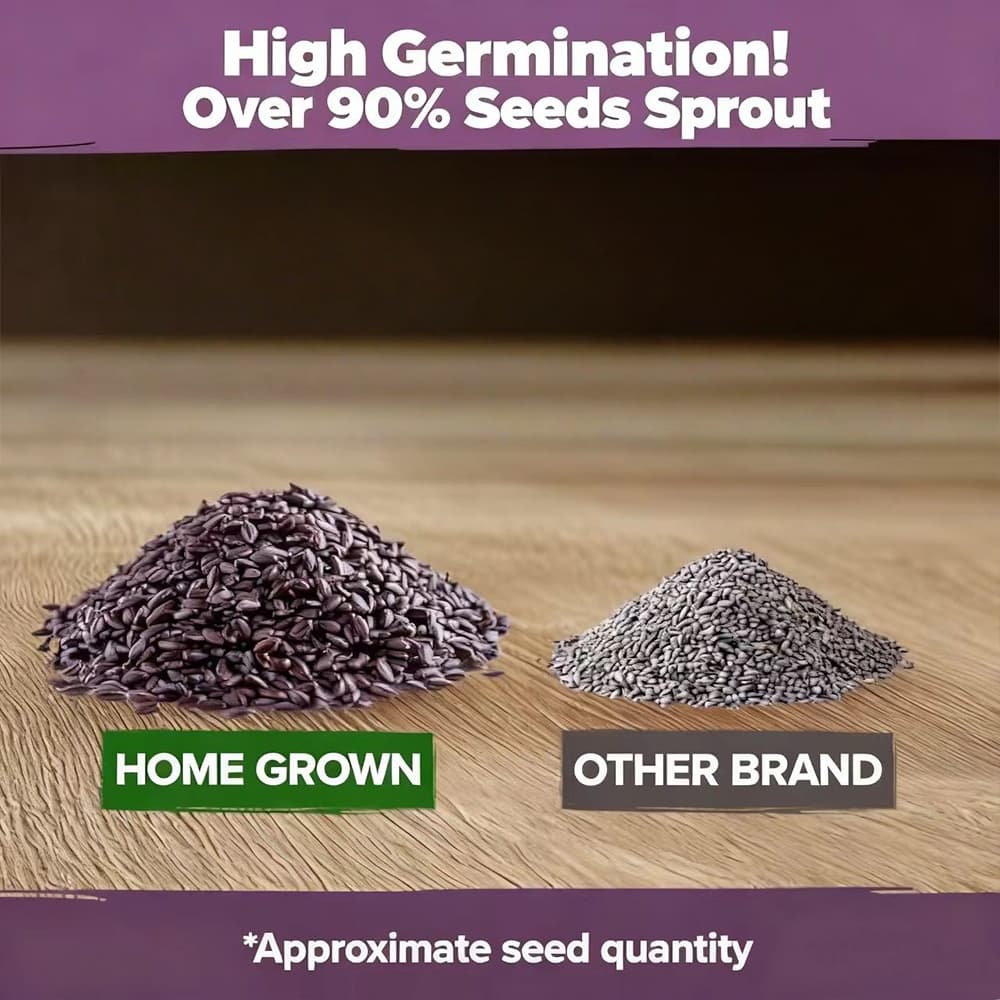 High Germination!
Over 90% Seeds Sprout
HOME GROWN
OTHER BRAND
*Approximate seed quantity